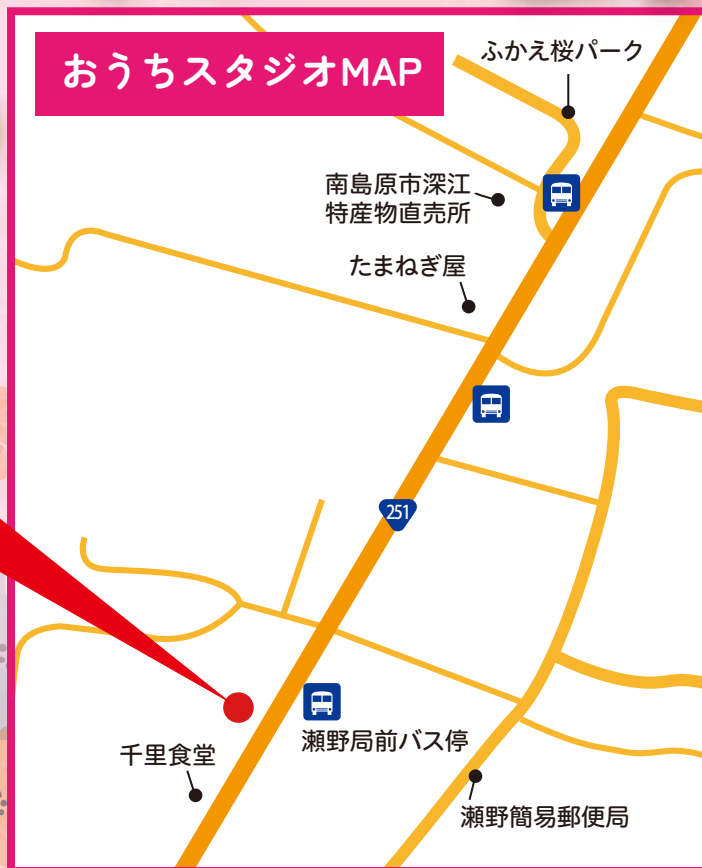 おうちスタジオMAP
ふかえ桜パーク
南島原市深江
特産物直売所
たまねぎ屋
251
瀬野局前バス停
千里食堂
瀬野簡易郵便局